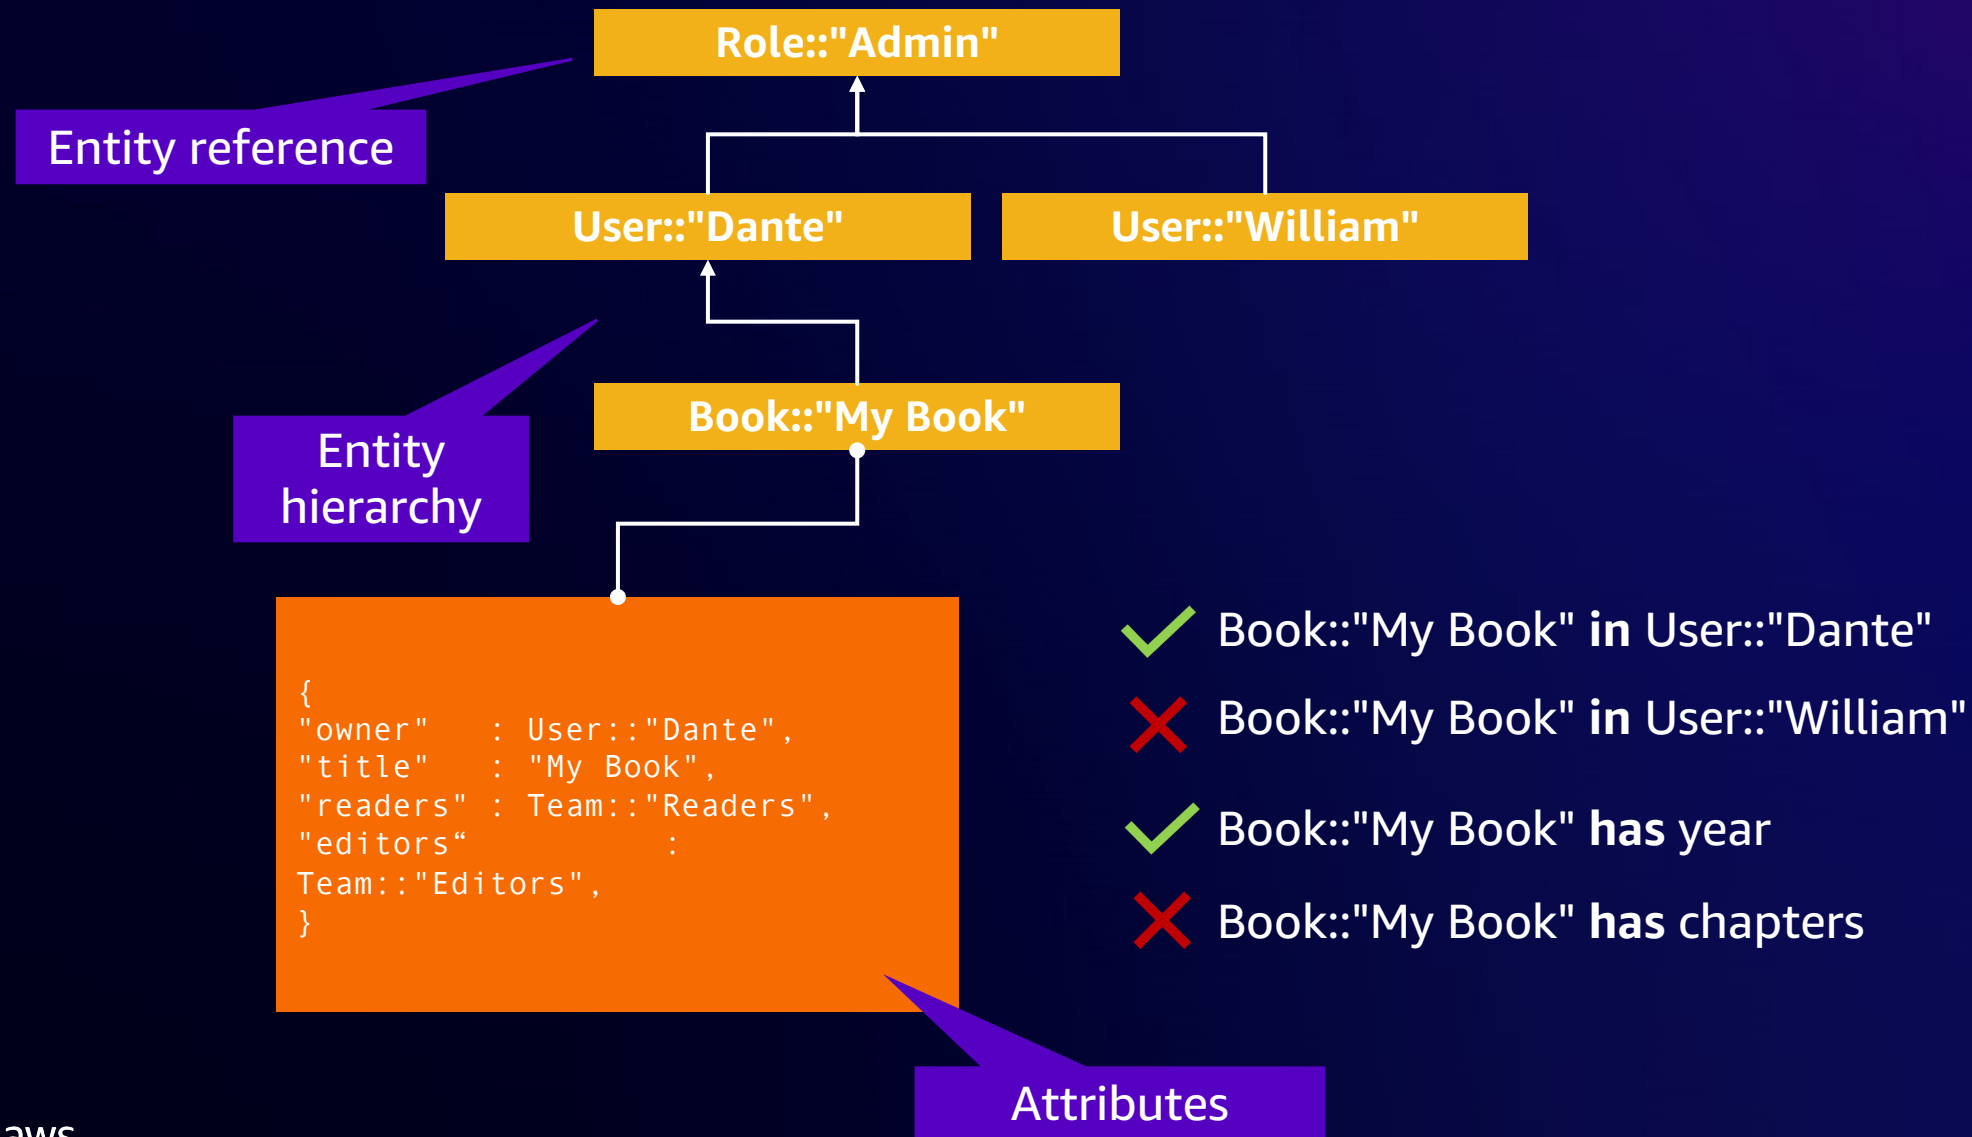 Role::"Admin"
Entity reference
User::"Dante"
User::"William"
Book::"My Book"
Entity
hierarchy
{
"owner"   : User::"Dante",
"title"   : "My Book",
"readers" : Team::"Readers",
"editors“          :
Team::"Editors",
}
Book::"My Book" in User::"Dante"
Book::"My Book" in User::"William"
Book::"My Book" has year
Book::"My Book" has chapters
Attributes
aws